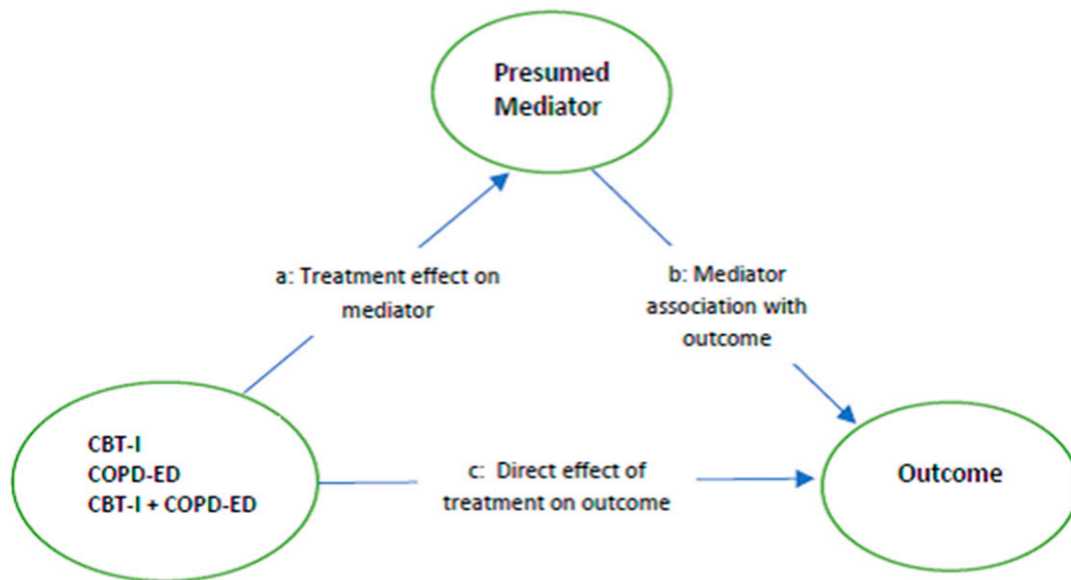 Presumed
Mediator
a: Treatment effect on
mediator
b: Mediator
association with
outcome
CBT-I
COPD-ED
CBT-I + COPD-ED
c: Direct effect of
treatment on outcome
Outcome